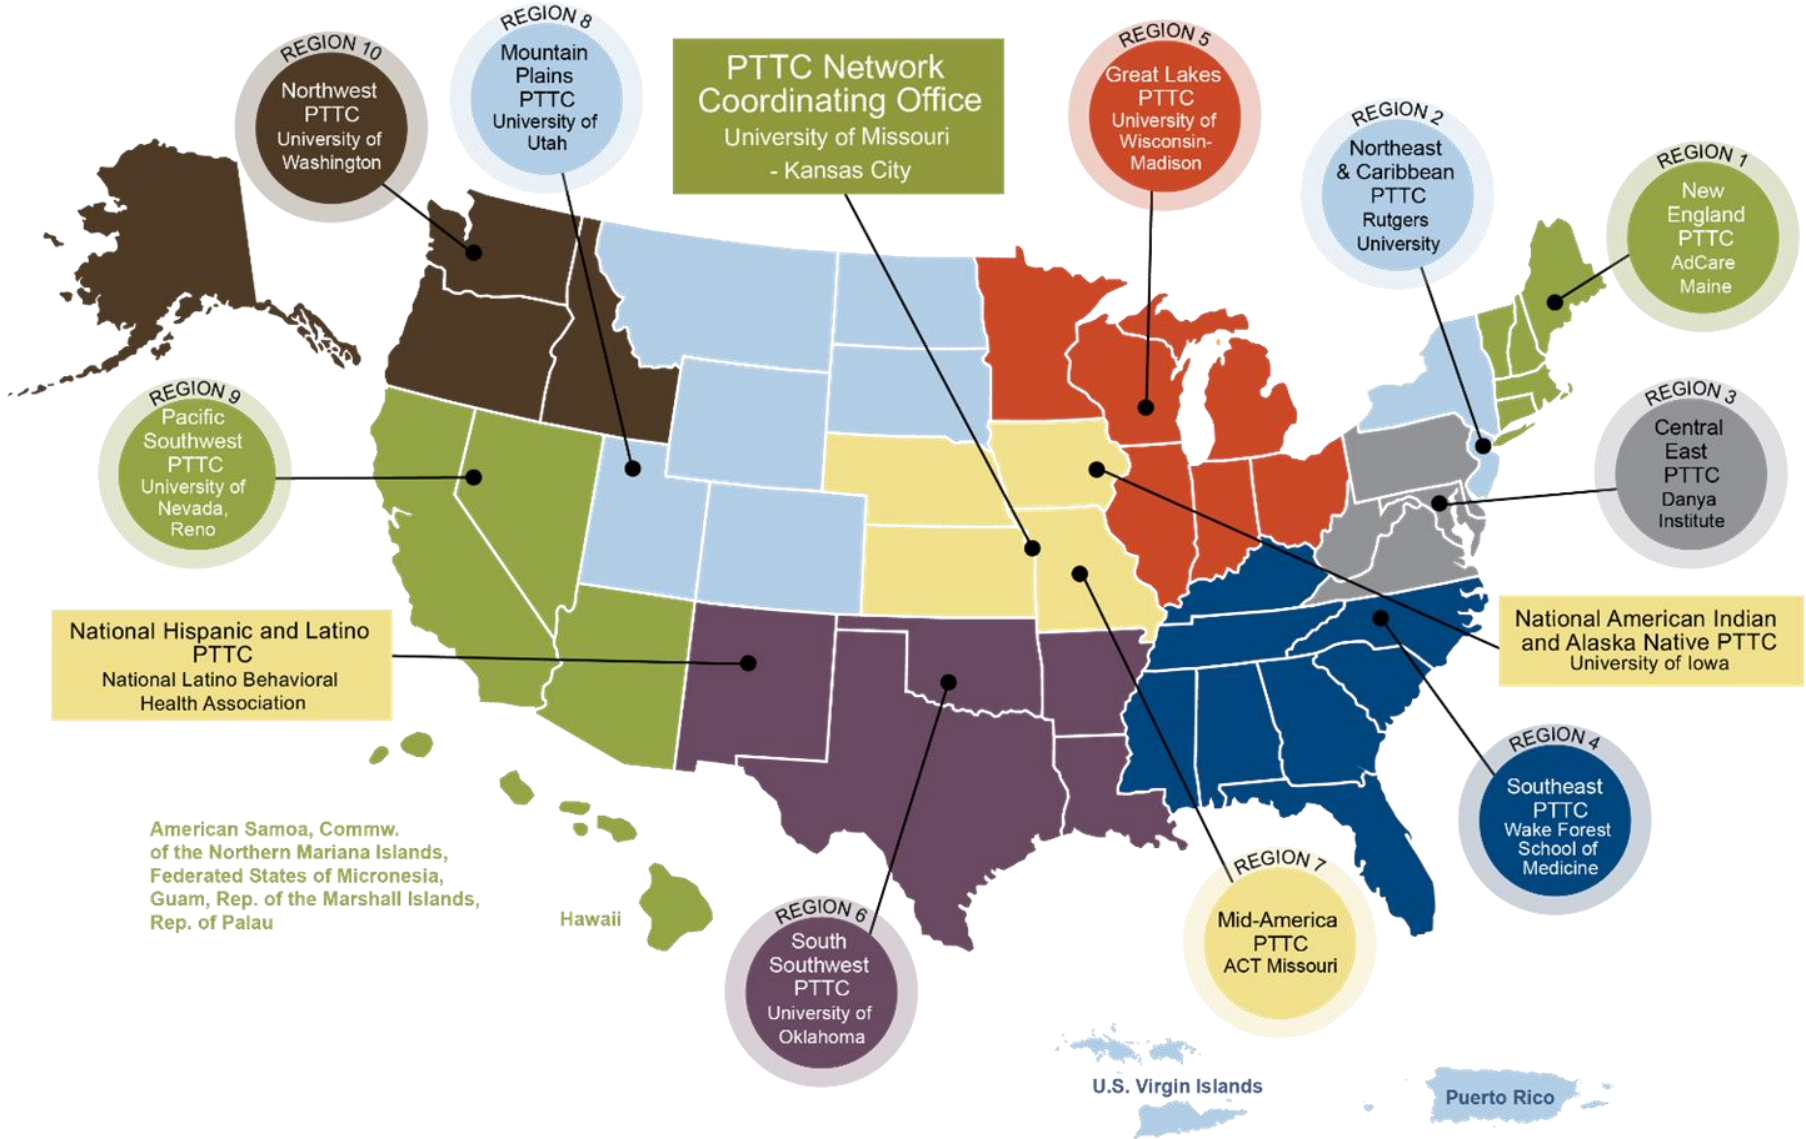 REGION 10
Northwest
PTTC
University of
Washington
REGION 8
Mountain
Plains
PTTC
University of
Utah
PTTC Network
Coordinating Office
University of Missouri
- Kansas City
REGION 5
Great Lakes
PTTC
University of
Wisconsin-
Madison
REGION 2
Northeast
& Caribbean
PTTC
Rutgers
University
REGION 1
New
England
PTTC
AdCare
Maine
REGION 9
Pacific
Southwest
PTTC
University of
Nevada,
Reno
REGION 3
Central
East
PTTC
Danya
Institute
National Hispanic and Latino
PTTC
National Latino Behavioral
Health Association
National American Indian
and Alaska Native PTTC
University of Iowa
REGION 4
Southeast
PTTC
Wake Forest
School of
Medicine
American Samoa, Commw.
of the Northern Mariana Islands,
Federated States of Micronesia,
Guam, Rep. of the Marshall Islands,
Rep. of Palau
Hawaii
REGION 6
South
Southwest
PTTC
University of
Oklahoma
REGION 7
Mid-America
PTTC
ACT Missouri
U.S. Virgin Islands
Puerto Rico